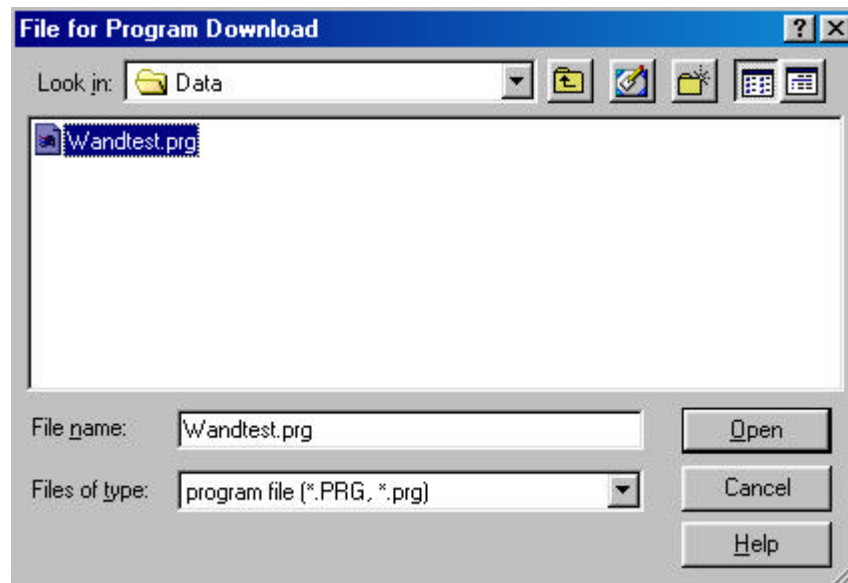 File for Program Download
Look in: Data
Wandtest.prg
File name: Wandtest.prg
Open
Files of type: program file (*.PRG, *.prg)
Cancel
Help